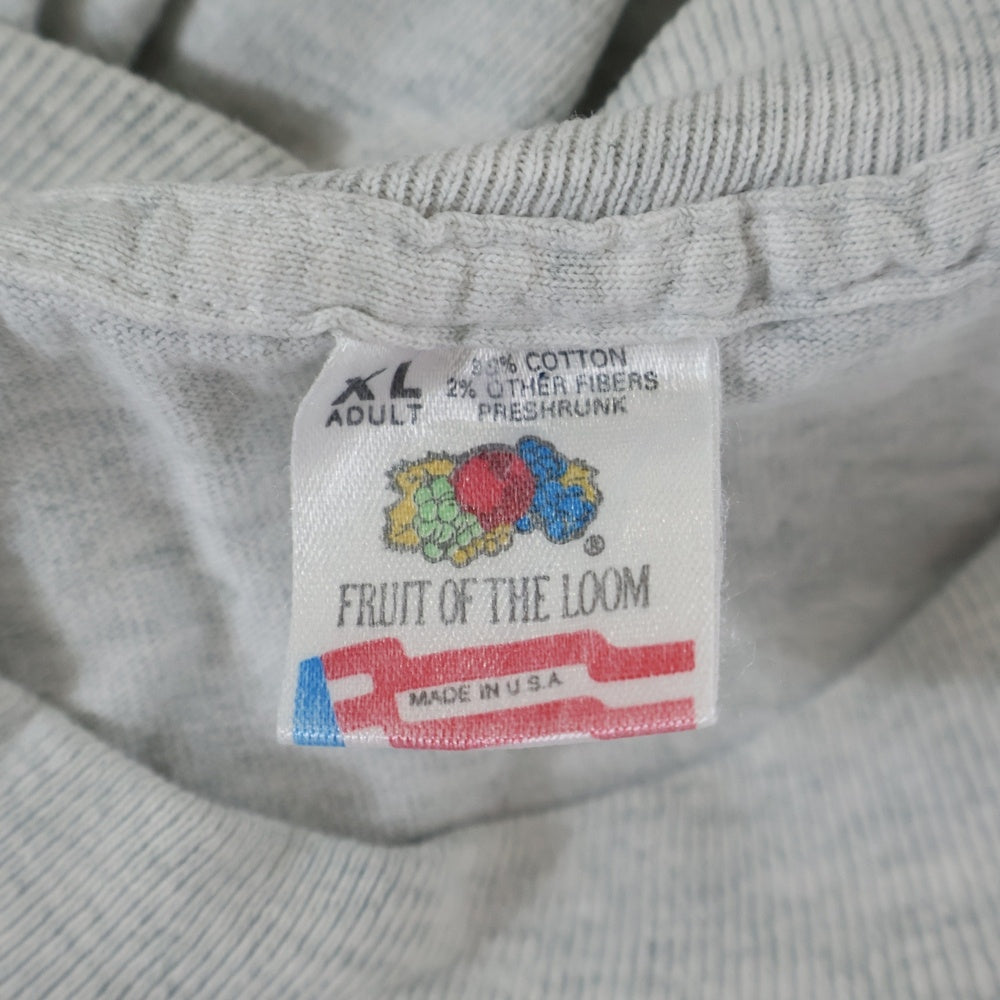 XL
ADULT
% COTTON
2% OTHER FIBERS
PRESHRUNK
®
FRUIT OF THE LOOM
MADE IN U.S.A